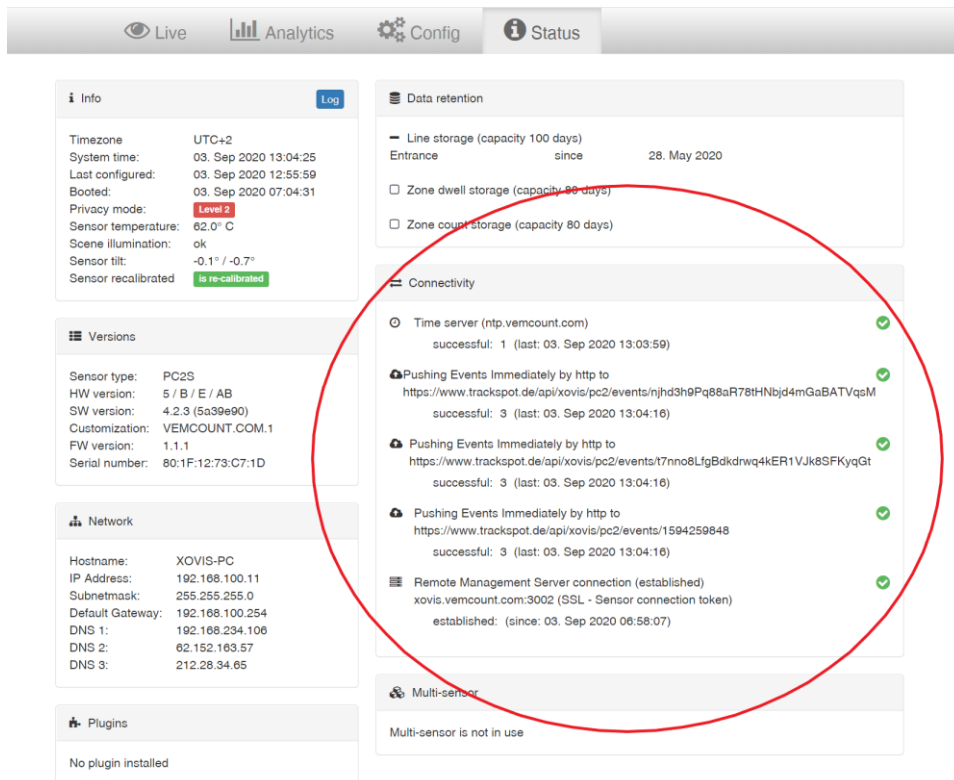 Live Analytics Config Status
Info Log
Timezone UTC+2
System time: 03. Sep 2020 13:04:25
Last configured: 03. Sep 2020 12:55:59
Booted: 03. Sep 2020 07:04:31
Privacy mode: Level 2
Sensor temperature: 62.0° C
Scene illumination: ok
Sensor tilt: -0.1° / -0.7°
Sensor recalibrated is re-calibrated
Versions
Sensor type: PC2S
HW version: 5 / B / E / AB
SW version: 4.2.3 (5a39e90)
Customization: VEMCOUNT.COM.1
FW version: 1.1.1
Serial number: 80:1F:12:73:C7:1D
Network
Hostname: XOVIS-PC
IP Address: 192.168.100.11
Subnetmask: 255.255.255.0
Default Gateway: 192.168.100.254
DNS 1: 192.168.234.106
DNS 2: 62.152.163.57
DNS 3: 212.28.34.65
Plugins
No plugin installed
Data retention
Line storage (capacity 100 days)
Entrance since 28. May 2020
Zone dwell storage (capacity 80 days)
Zone count storage (capacity 80 days)
Connectivity
Time server (ntp.vemcount.com)
successful: 1 (last: 03. Sep 2020 13:03:59)
Pushing Events Immediately by http to
https://www.trackspot.de/api/xovis/pc2/events/njhd3h9Pq88aR78tHNbjd4mGaBATVqsM
successful: 3 (last: 03. Sep 2020 13:04:16)
Pushing Events Immediately by http to
https://www.trackspot.de/api/xovis/pc2/events/t7nno8LfgBdkdrwq4kER1VJk8SFKyqGt
successful: 3 (last: 03. Sep 2020 13:04:16)
Pushing Events Immediately by http to
https://www.trackspot.de/api/xovis/pc2/events/1594259848
successful: 3 (last: 03. Sep 2020 13:04:16)
Remote Management Server connection (established)
xovis.vemcount.com:3002 (SSL - Sensor connection token)
established: (since: 03. Sep 2020 06:58:07)
Multi-sensor
Multi-sensor is not in use